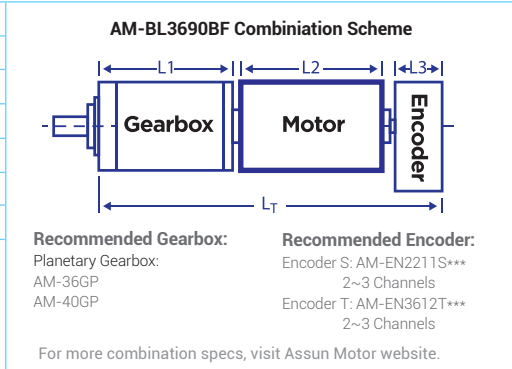 AM-BL3690BF Combiniation Scheme
L1
L2
L3
Gearbox
Motor
Encoder
LT
Recommended Gearbox:
Planetary Gearbox:
AM-36GP
AM-40GP
Recommended Encoder:
Encoder S: AM-EN2211S***
2~3 Channels
Encoder T: AM-EN3612T***
2~3 Channels
For more combination specs, visit Assun Motor website.